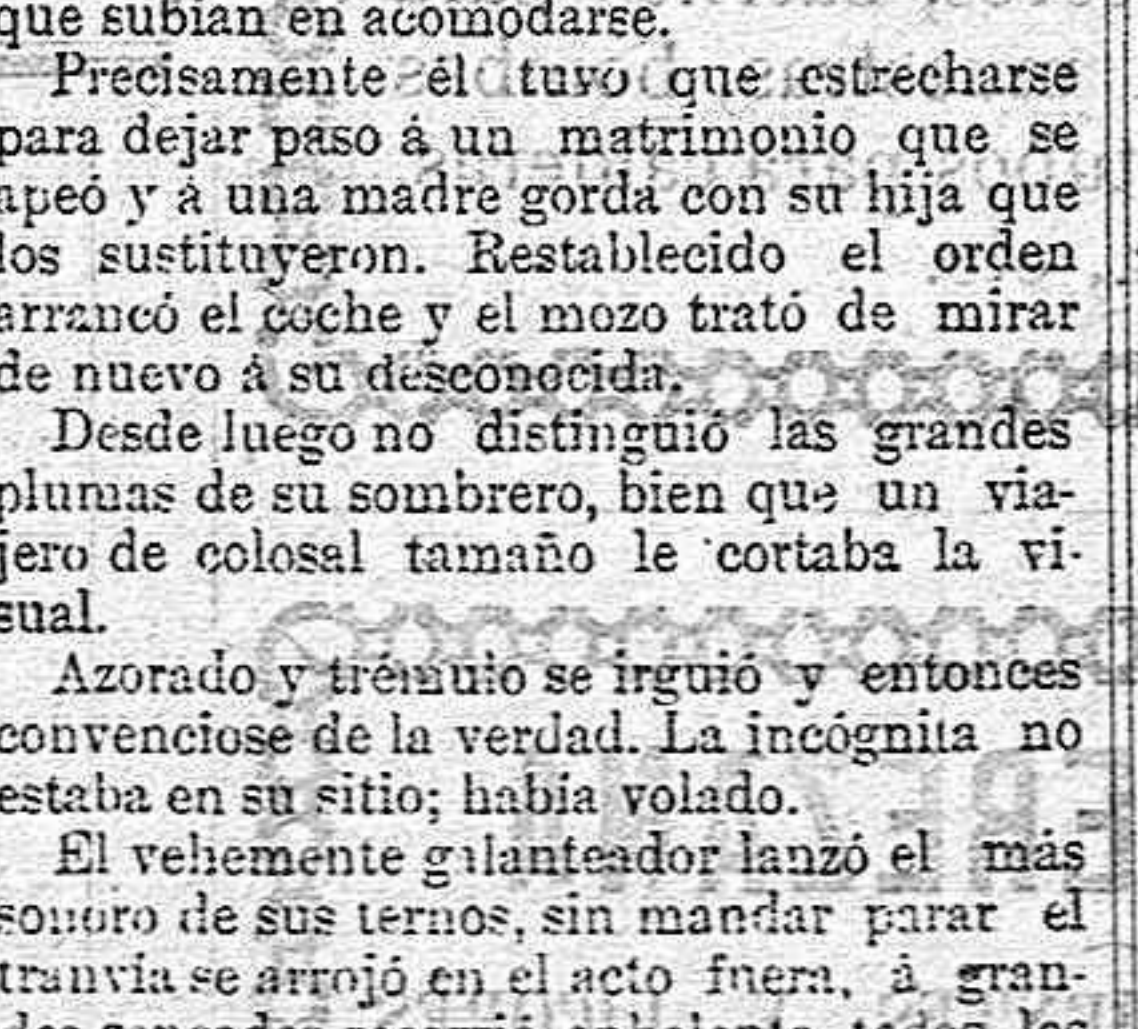 que subían en acomodarse.
Precisamente él tuvo que estrecharse
para dejar paso á un matrimonio que se
apeó y á una madre gorda con su hija que
los sustituyeron. Restablecido el orden
arrancó el coche y el mozo trató de mirar
de nuevo á su desconocida.
Desde luego no distinguió las grandes
plumas de su sombrero, bien que un via-
jero de colosal tamaño le cortaba la vi-
sual.
Azorado y trémulo se irguió y entonces
convenciose de la verdad. La incógnita no
estaba en su sitio; había volado.
El vehemente galanteador lanzó el más
sonoro de sus ternos, sin mandar parar el
tranvía se arrojó en el acto fuera, á gran-